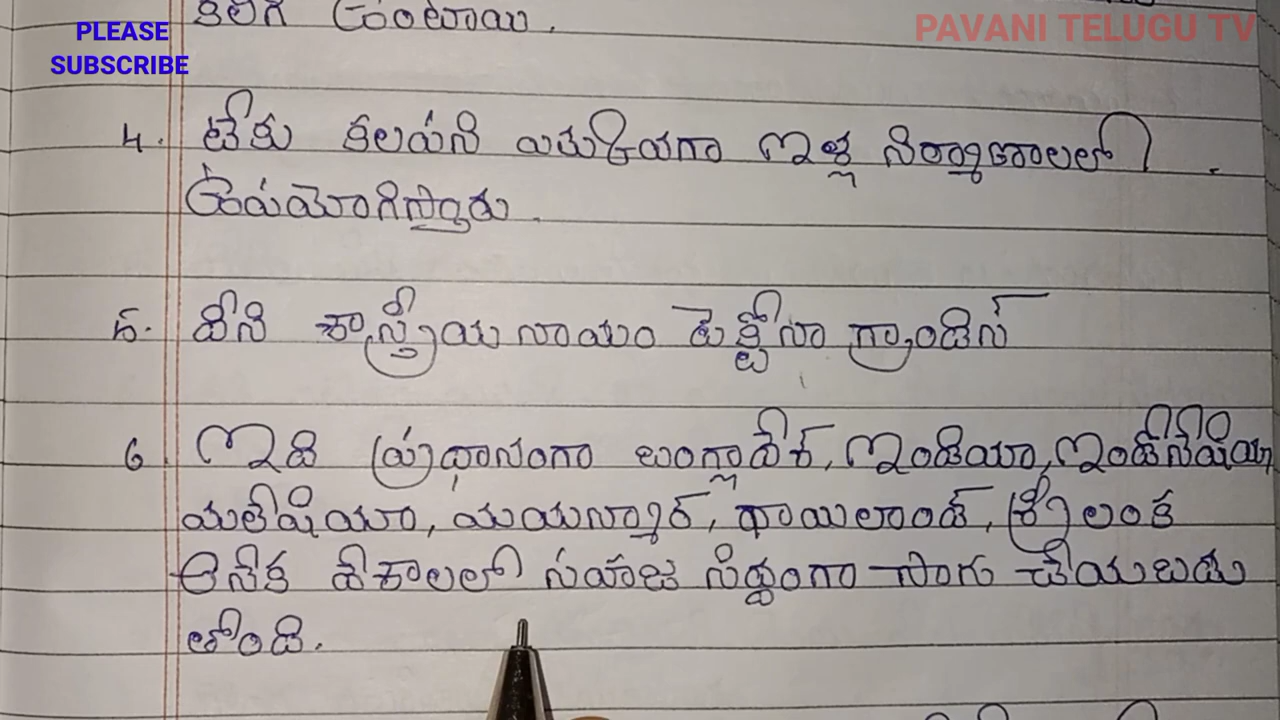 PLEASE
SUBSCRIBE
PAVANI TELUGU TV
కలిగి ఉంటాయి.
4. టేకు కలపని ఎక్కువగా ఇళ్ల నిర్మాణాలలో
ఉపయోగిస్తారు.
5. దీని శాస్త్రీయ నామం టెక్టోనా గ్రాండిస్
6. ఇది ప్రధానంగా బంగ్లాదేశ్, ఇండియా, ఇండోనేషియా
మలేషియా, మయన్మార్, థాయిలాండ్, శ్రీలంక
అనేక దేశాలలో సహజ సిద్ధంగా సాగు చేయబడు
తోంది.